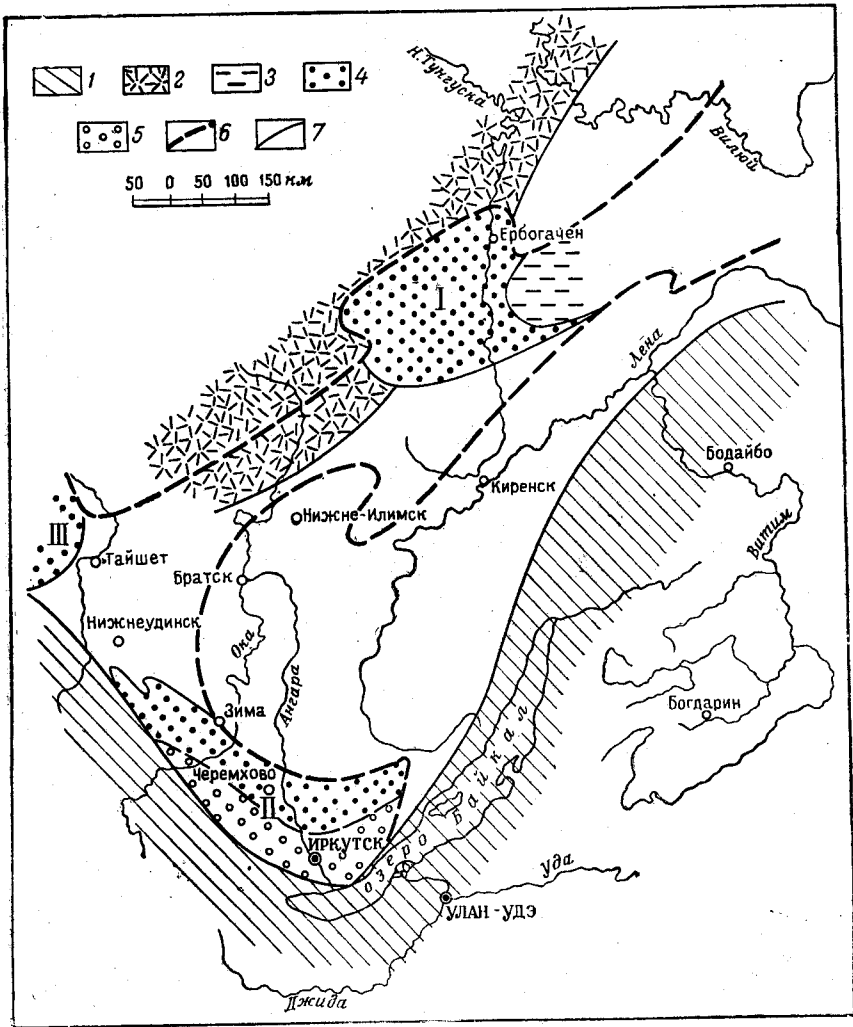 1 2 3 4
5 6 7
50 0 50 100 150 км
Н. Тунгуска
Вилюй
Ербогачен
I
Лена
Бодайбо
Киренск
Нижне-Илимск
Витим
III
Тайшет
Братск
Нижнеудинск
Ока
Ангара
Богдарин
Зима
Черемхово
II
ИРКУТСК
озеро Байкал
Уда
УЛАН-УДЭ
Джида